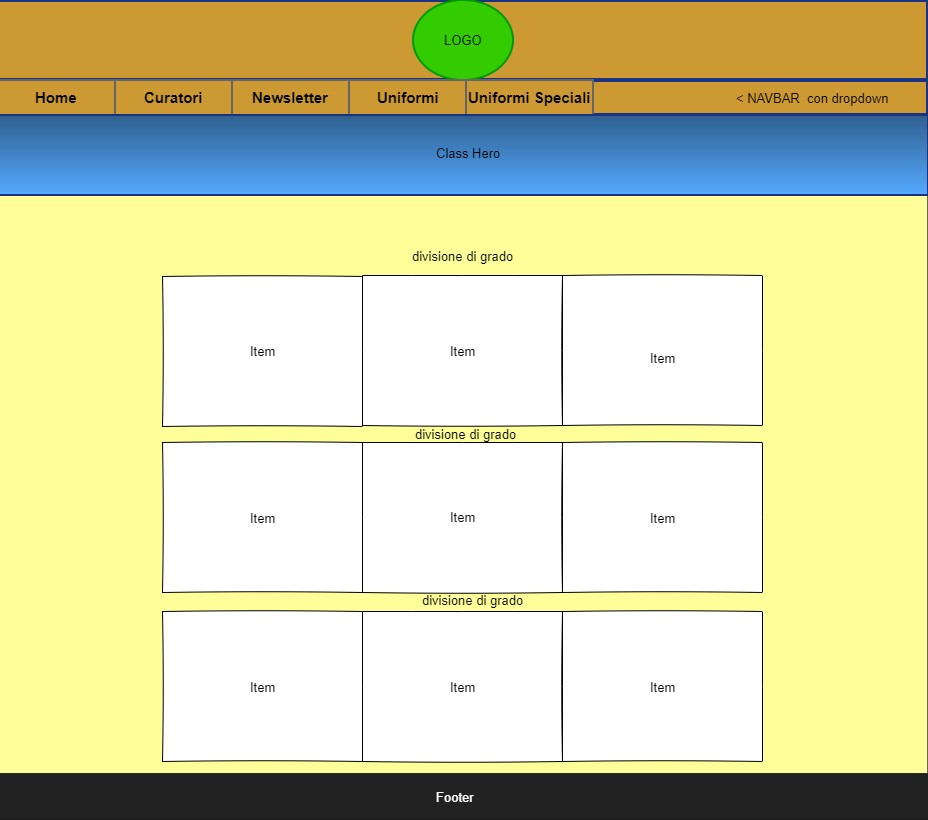 LOGO
Home Curatori Newsletter Uniformi Uniformi Speciali < NAVBAR con dropdown
Class Hero
divisione di grado
Item Item Item
divisione di grado
Item Item Item
divisione di grado
Item Item Item
Footer